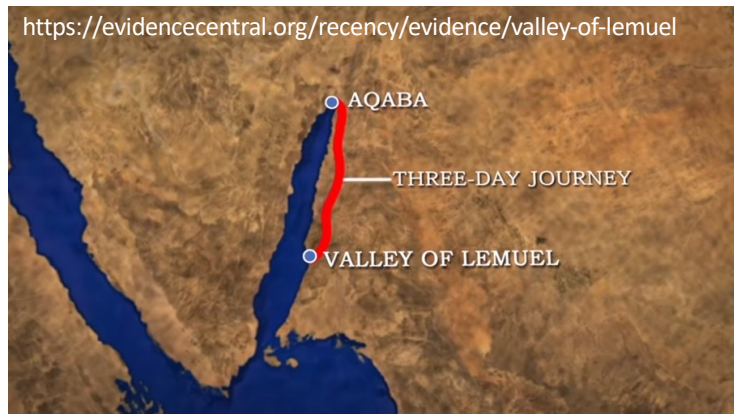 https://evidencecentral.org/recency/evidence/valley-of-lemuel
AQABA
THREE-DAY JOURNEY
VALLEY OF LEMUEL